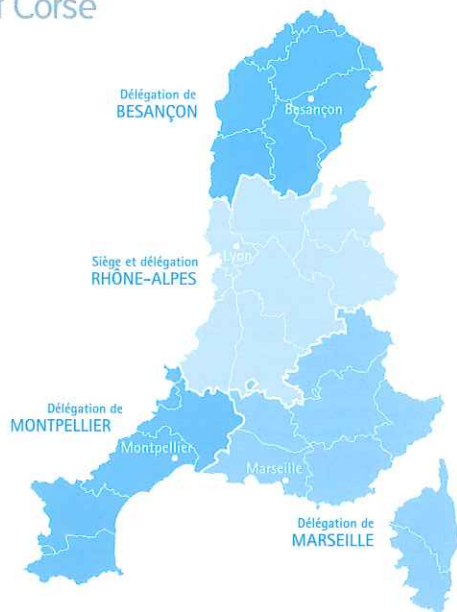 Corse
Délégation de
BESANÇON
Besançon
Siège et délégation
RHÔNE-ALPES
Lyon
Délégation de
MONTPELLIER
Montpellier
Marseille
Délégation de
MARSEILLE